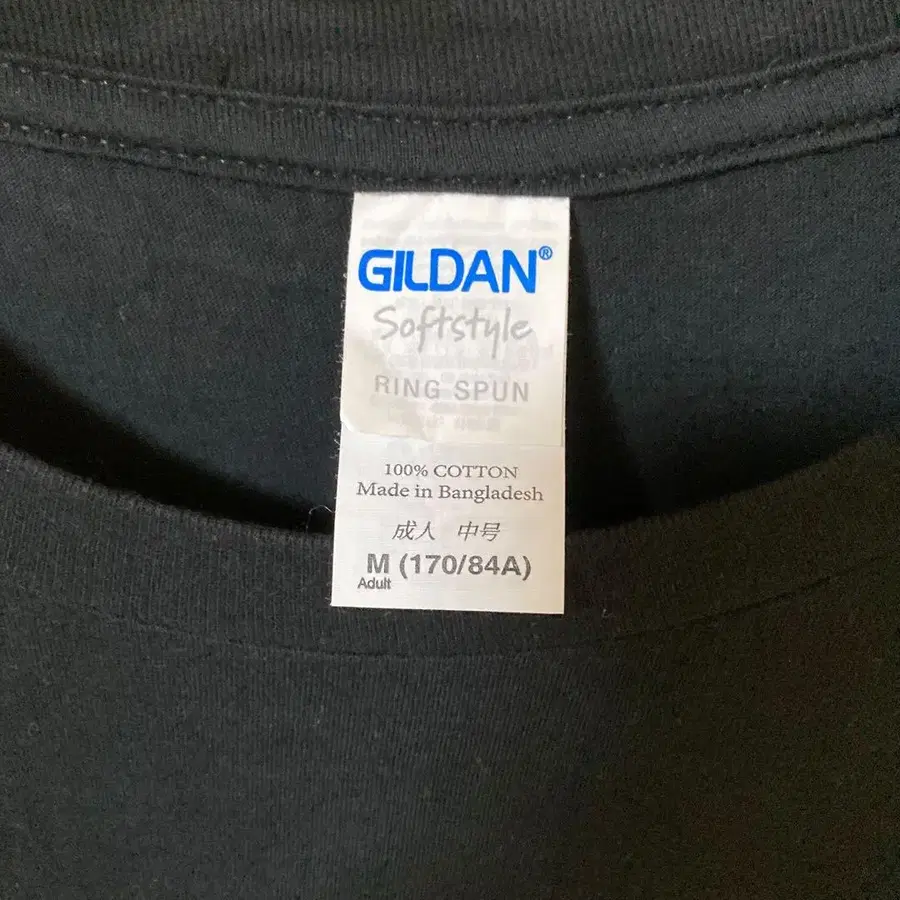 GILDAN®
Softstyle
RING SPUN
100% COTTON
Made in Bangladesh
成人 中号
M (170/84A)
Adult